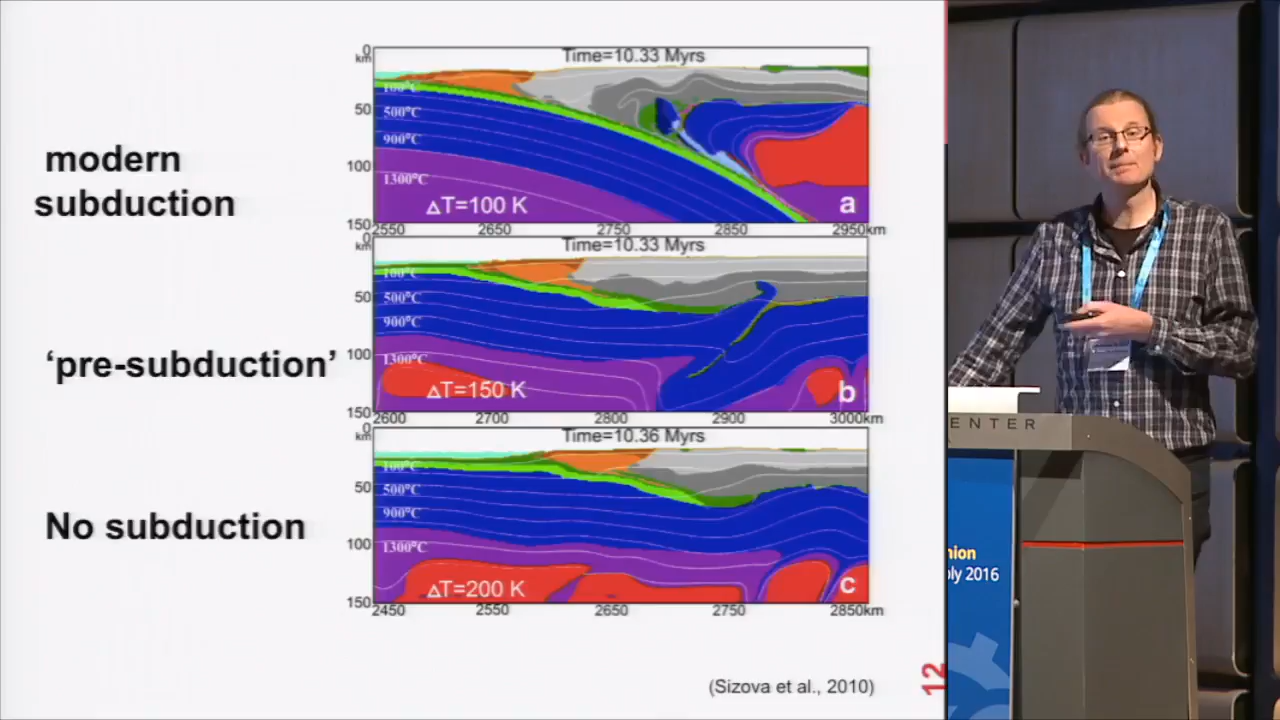 modern
subduction
‘pre-subduction’
No subduction
0
km
50
100
150
Time=10.33 Myrs
100°C
500°C
900°C
1300°C
ΔT=100 K
a
2550
2650
2750
2850
2950km
0
km
50
100
150
Time=10.33 Myrs
100°C
500°C
900°C
1300°C
ΔT=150 K
b
2600
2700
2800
2900
3000km
0
km
50
100
150
Time=10.36 Myrs
100°C
500°C
900°C
1300°C
ΔT=200 K
c
2450
2550
2650
2750
2850km
(Sizova et al., 2010)
12
ENTER
nion
bly 2016